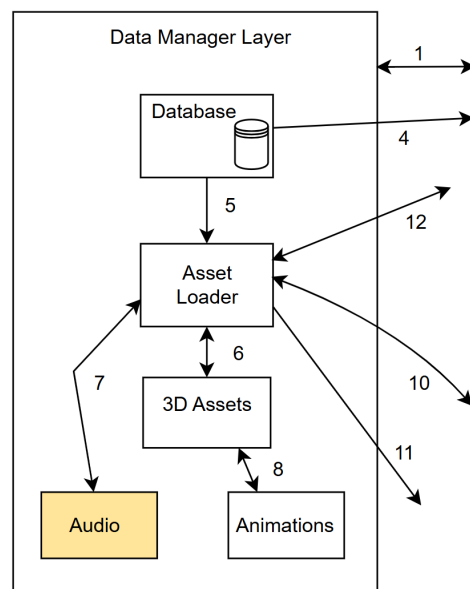 Data Manager Layer
1
Database
4
5
12
Asset
Loader
6
7
10
3D Assets
11
8
Audio
Animations